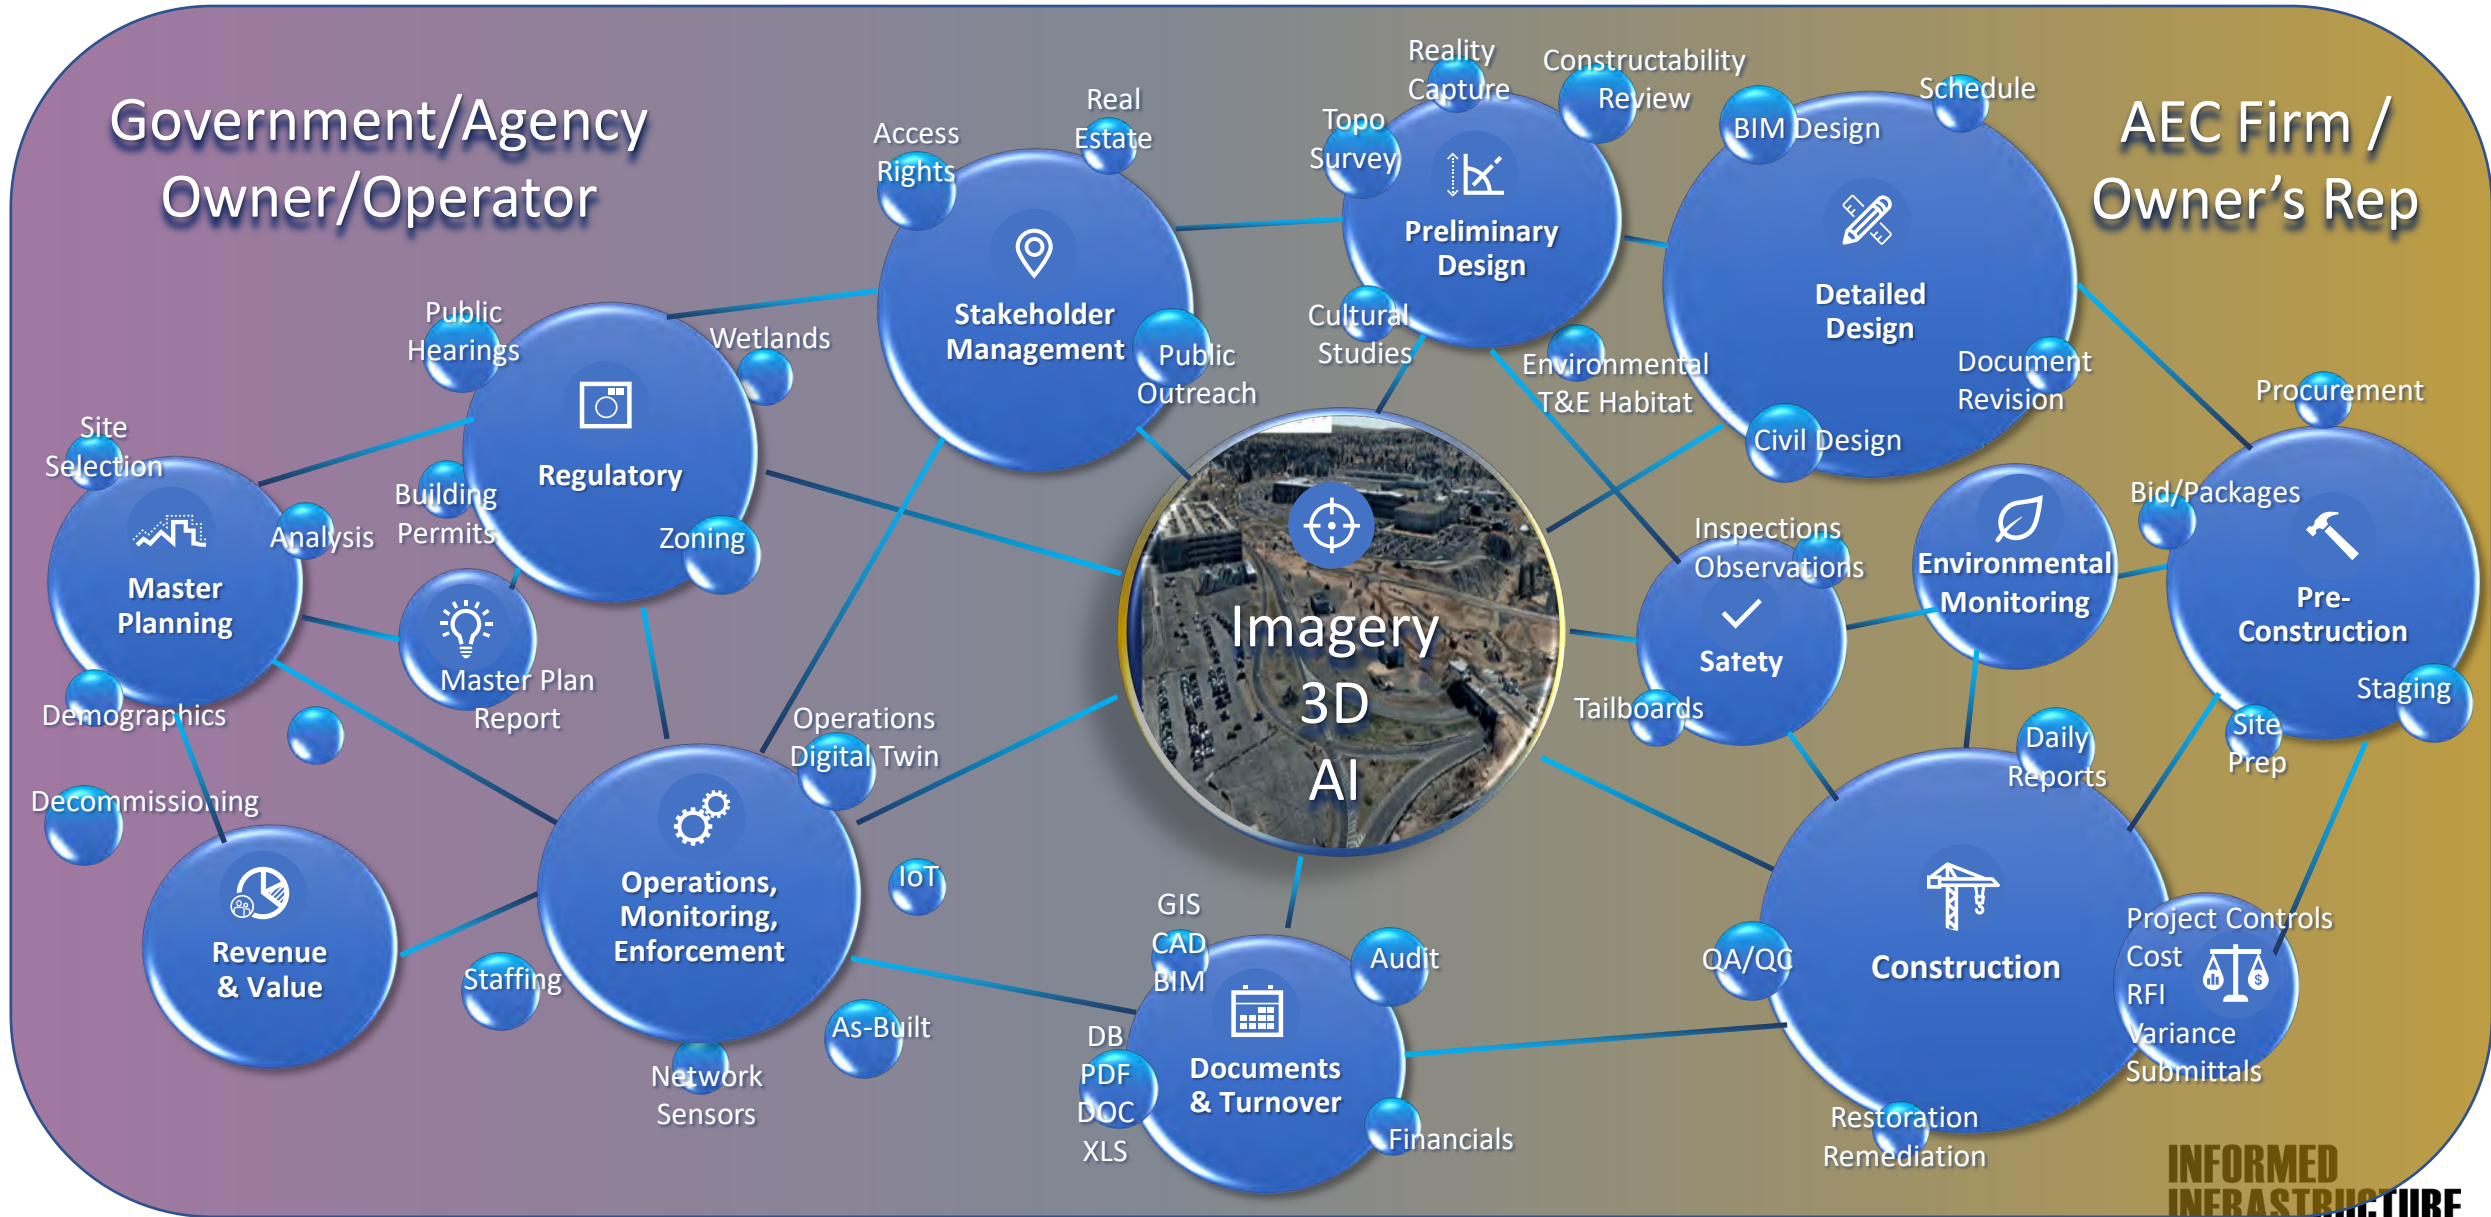 Government/Agency
Owner/Operator
AEC Firm /
Owner's Rep
Site
Selection
Analysis
Master
Planning
Demographics
Master Plan
Report
Public
Hearings
Wetlands
Building
Permits
Regulatory
Zoning
Access
Rights
Real
Estate
Stakeholder
Management
Public
Outreach
Reality
Capture
Constructability
Review
Topo
Survey
Preliminary
Design
Cultural
Studies
Environmental
T&E Habitat
BIM Design
Schedule
Detailed
Design
Document
Revision
Civil Design
Procurement
Bid/Packages
Pre-
Construction
Staging
Site
Prep
Environmental
Monitoring
Inspections
Observations
Safety
Tailboards
Imagery
3D
AI
Decommissioning
Revenue
& Value
Operations
Digital Twin
Operations,
Monitoring,
Enforcement
IoT
Staffing
As-Built
Network
Sensors
GIS
CAD
BIM
Audit
DB
PDF
DOC
XLS
Documents
& Turnover
Financials
Daily
Reports
QA/QC
Construction
Project Controls
Cost
RFI
Variance
Submittals
Restoration
Remediation
INFORMED
INFRASTRUCTURE